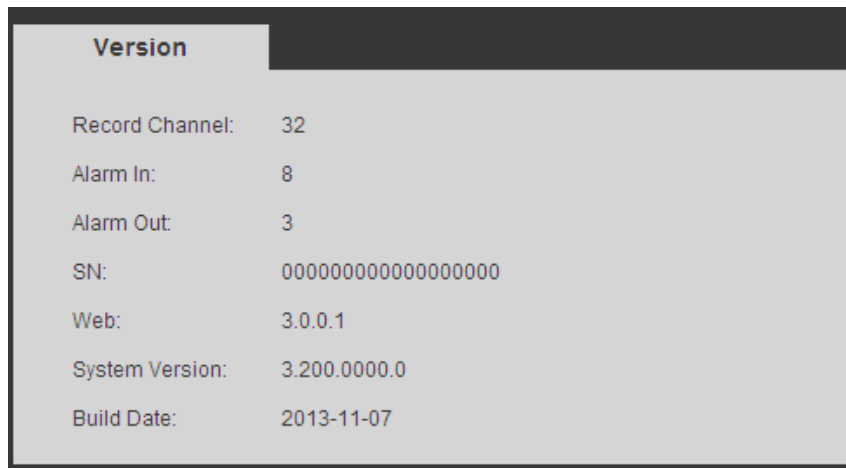 Version
Record Channel: 32
Alarm In: 8
Alarm Out: 3
SN: 000000000000000000
Web: 3.0.0.1
System Version: 3.200.0000.0
Build Date: 2013-11-07